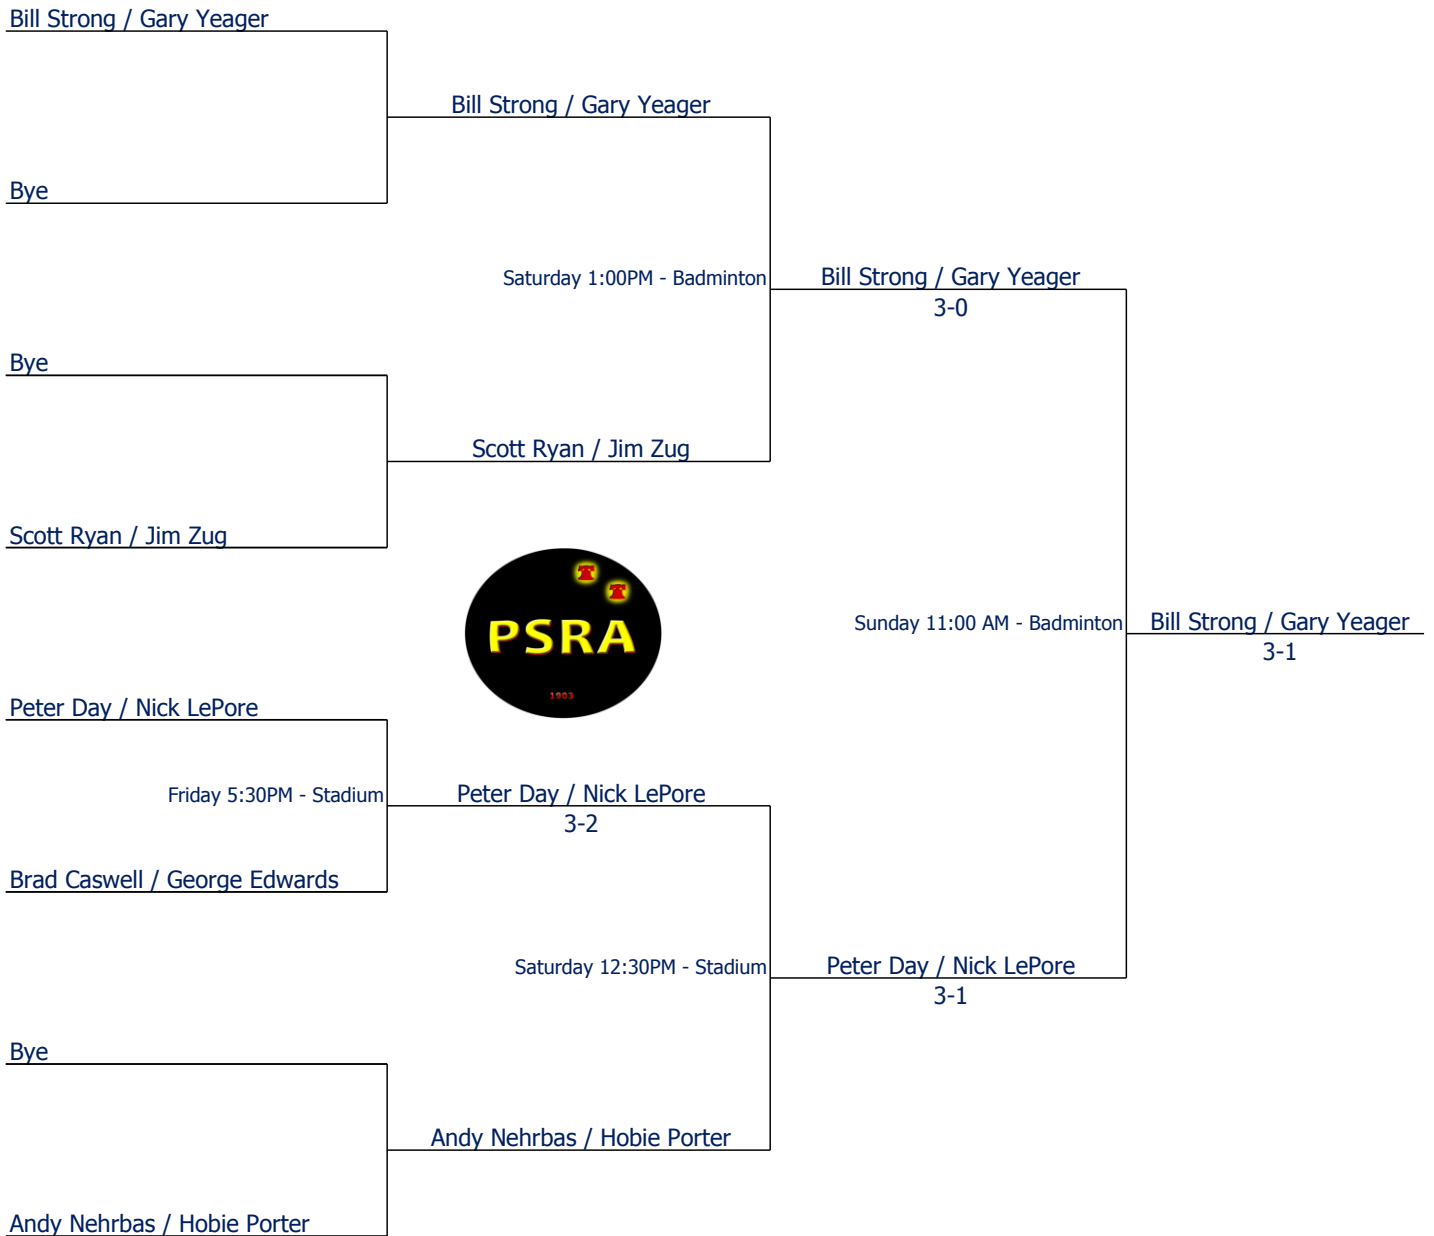 Bill Strong / Gary Yeager
Bill Strong / Gary Yeager
Bye
Saturday 1:00PM - Badminton
Bill Strong / Gary Yeager
3-0
Bye
Scott Ryan / Jim Zug
Scott Ryan / Jim Zug
PSRA
1903
Sunday 11:00 AM - Badminton
Bill Strong / Gary Yeager
3-1
Peter Day / Nick LePore
Friday 5:30PM - Stadium
Peter Day / Nick LePore
3-2
Brad Caswell / George Edwards
Saturday 12:30PM - Stadium
Peter Day / Nick LePore
3-1
Bye
Andy Nehrbas / Hobie Porter
Andy Nehrbas / Hobie Porter